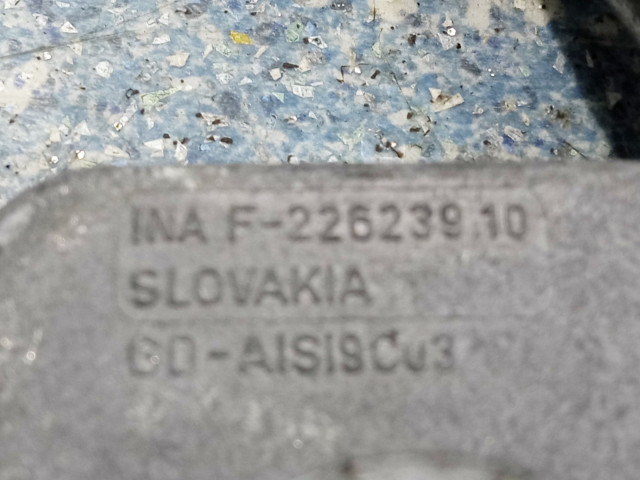 INA F-226239.10
SLOVAKIA
GD-AlSi9Cu3